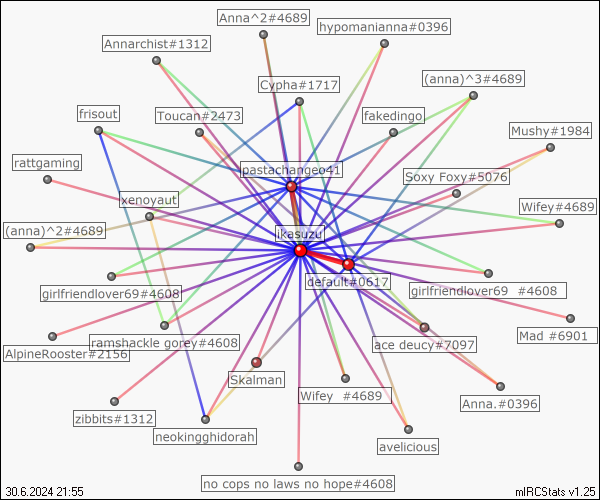 Anna^2#4689
hypomanianna#0396
Annarchist#1312
Cypha#1717
(anna)^3#4689
frisout
Toucan#2473
fakedingo
Mushy#1984
rattgaming
pastachangeo41
Soxy Foxy#5076
xenoyaut
Wifey#4689
(anna)^2#4689
ikasuzu
default#0617
girlfriendlover69#4608
girlfriendlover69 #4608
AlpineRooster#2156
ramshackle gorey#4608
ace deucy#7097
Mad #6901
Skalman
Wifey #4689
Anna.#0396
zibbits#1312
neokingghidorah
avelicious
no cops no laws no hope#4608
30.6.2024 21:55
mIRCStats v1.25